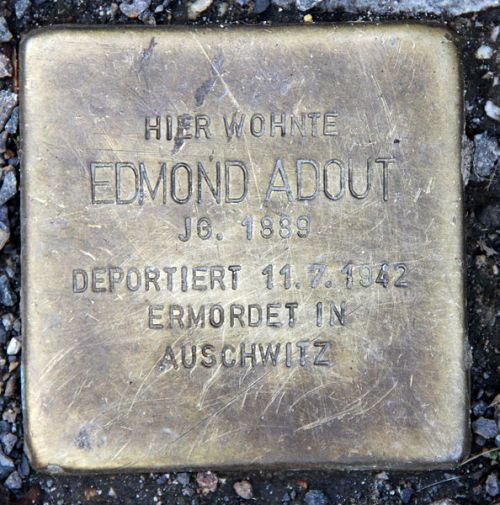 HIER WOHNTE
EDMOND ADOUT
JG. 1889
DEPORTIERT 11.7.1942
ERMORDET IN
AUSCHWITZ